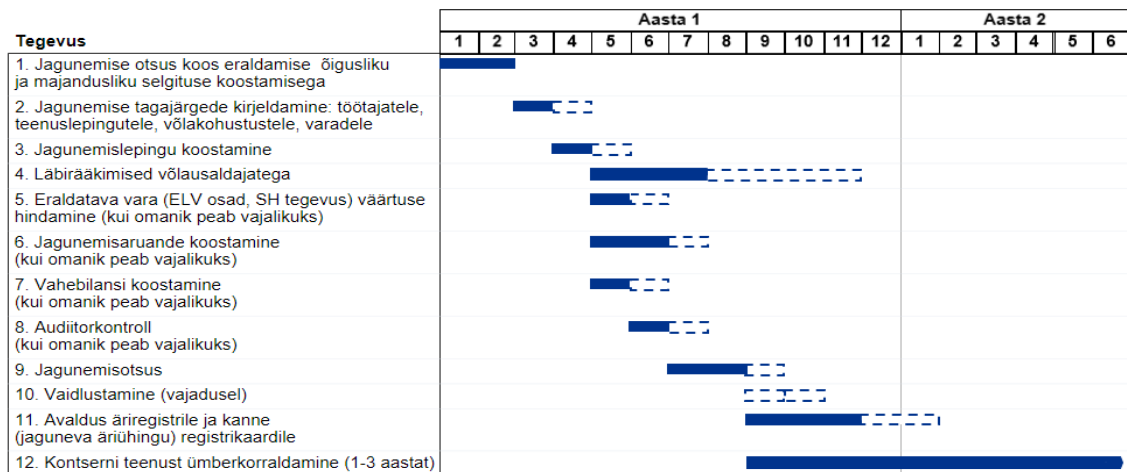 Aasta 1 Aasta 2
Tegevus 1 2 3 4 5 6 7 8 9 10 11 12 1 2 3 4 5 6
1. Jagunemise otsus koos eraldamise õigusliku
ja majandusliku selgituse koostamisega
2. Jagunemise tagajärgede kirjeldamine: töötajatele,
teenuslepingutele, võlakohustustele, varadele
3. Jagunemislepingu koostamine
4. Läbirääkimised võlausaldajatega
5. Eraldatava vara (ELV osad, SH tegevus) väärtuse
hindamine (kui omanik peab vajalikuks)
6. Jagunemisaruande koostamine
(kui omanik peab vajalikuks)
7. Vahebilansi koostamine
(kui omanik peab vajalikuks)
8. Audiitorkontroll
(kui omanik peab vajalikuks)
9. Jagunemisotsus
10. Vaidlustamine (vajadusel)
11. Avaldus äriregistrile ja kanne
(jaguneva äriühingu) registrikaardile
12. Kontserni teenust ümberkorraldamine (1-3 aastat)